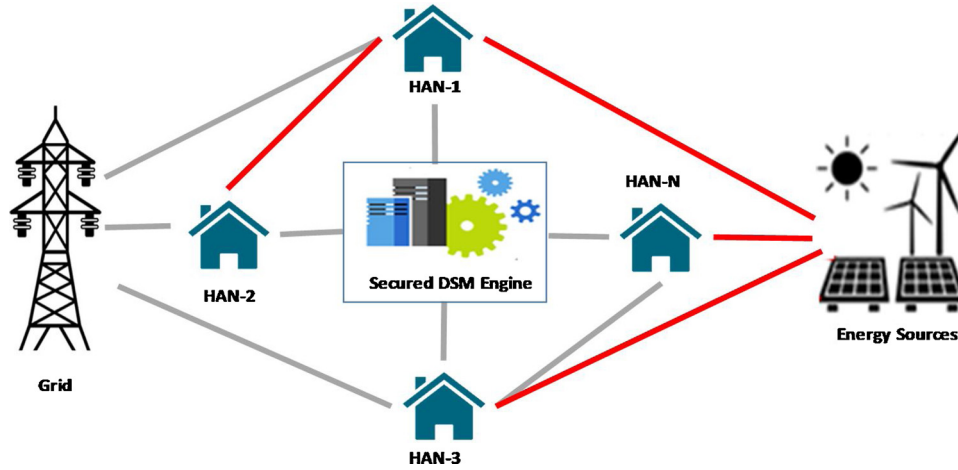 HAN-1
HAN-N
Secured DSM Engine
HAN-2
Energy Sources
Grid
HAN-3